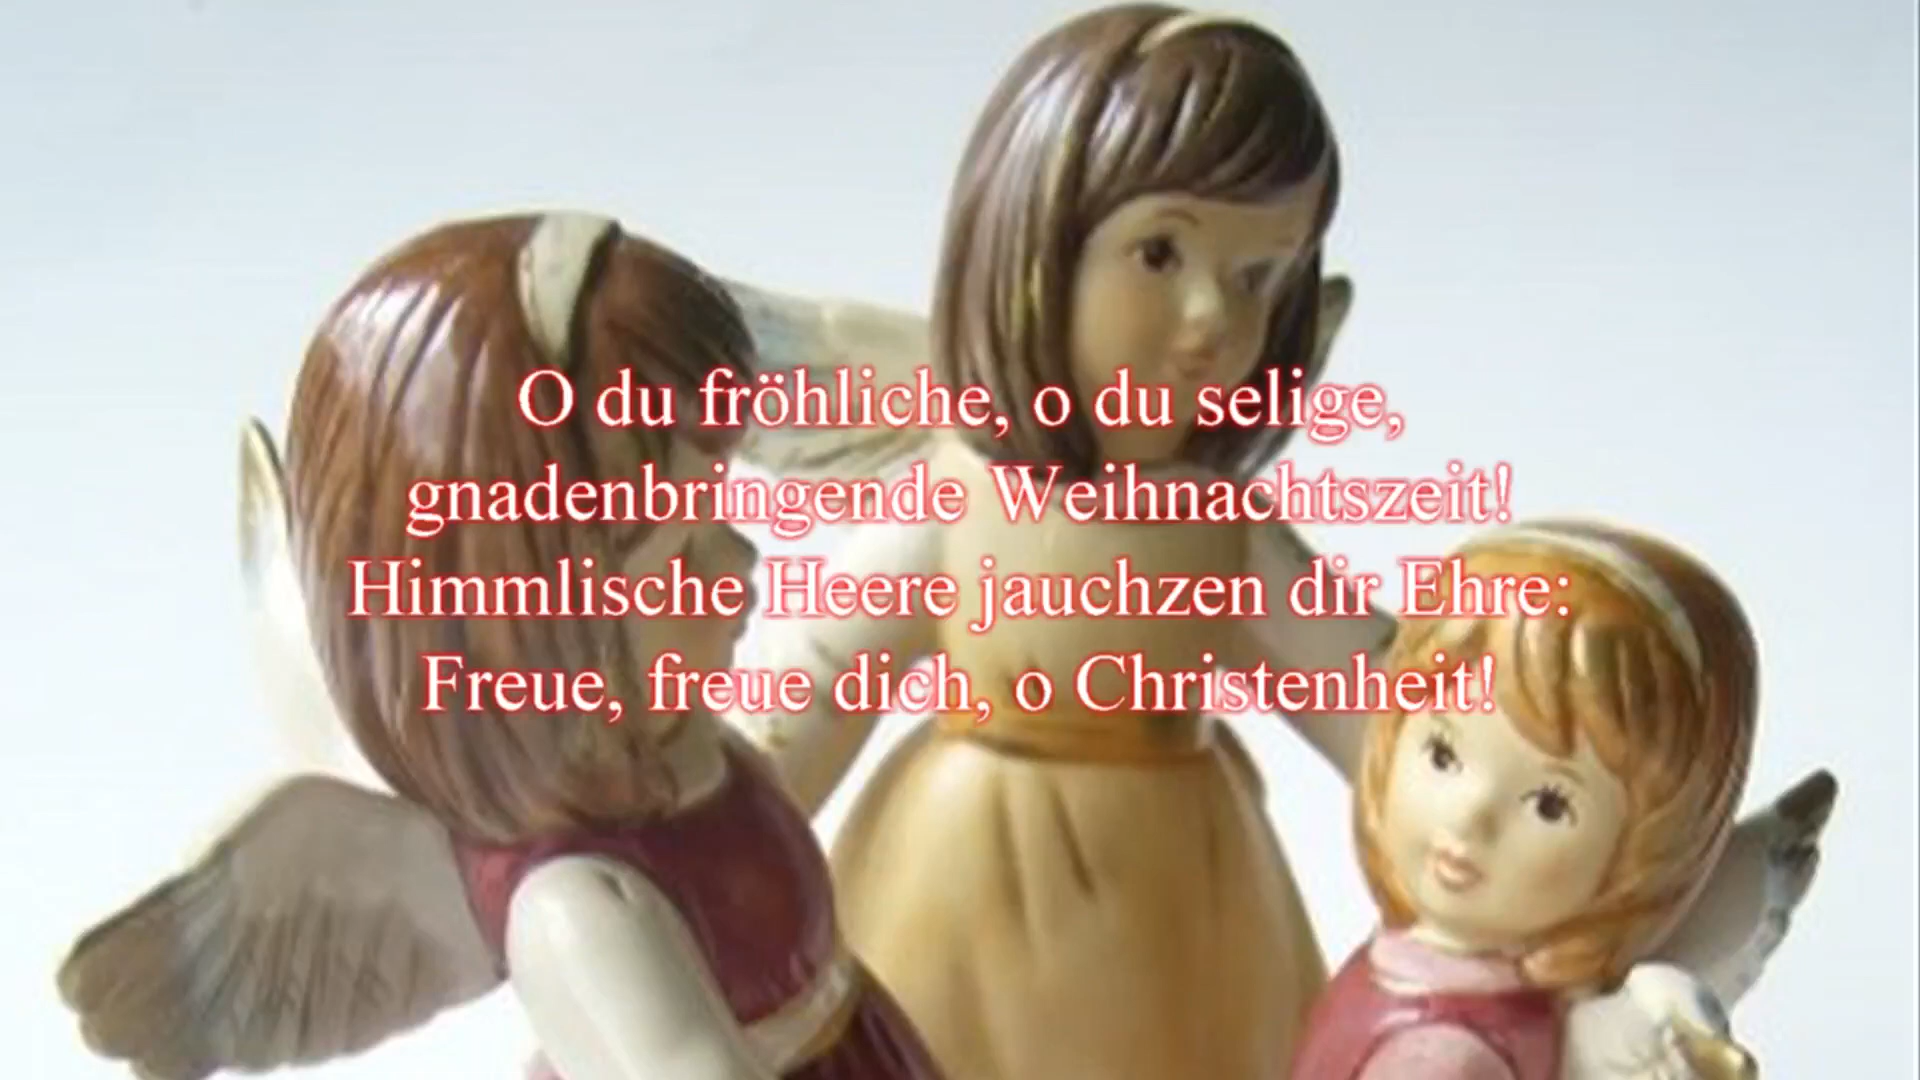 O du fröhliche, o du selige,
gnadenbringende Weihnachtszeit!
Himmlische Heere jauchzen dir Ehre:
Freue, freue dich, o Christenheit!